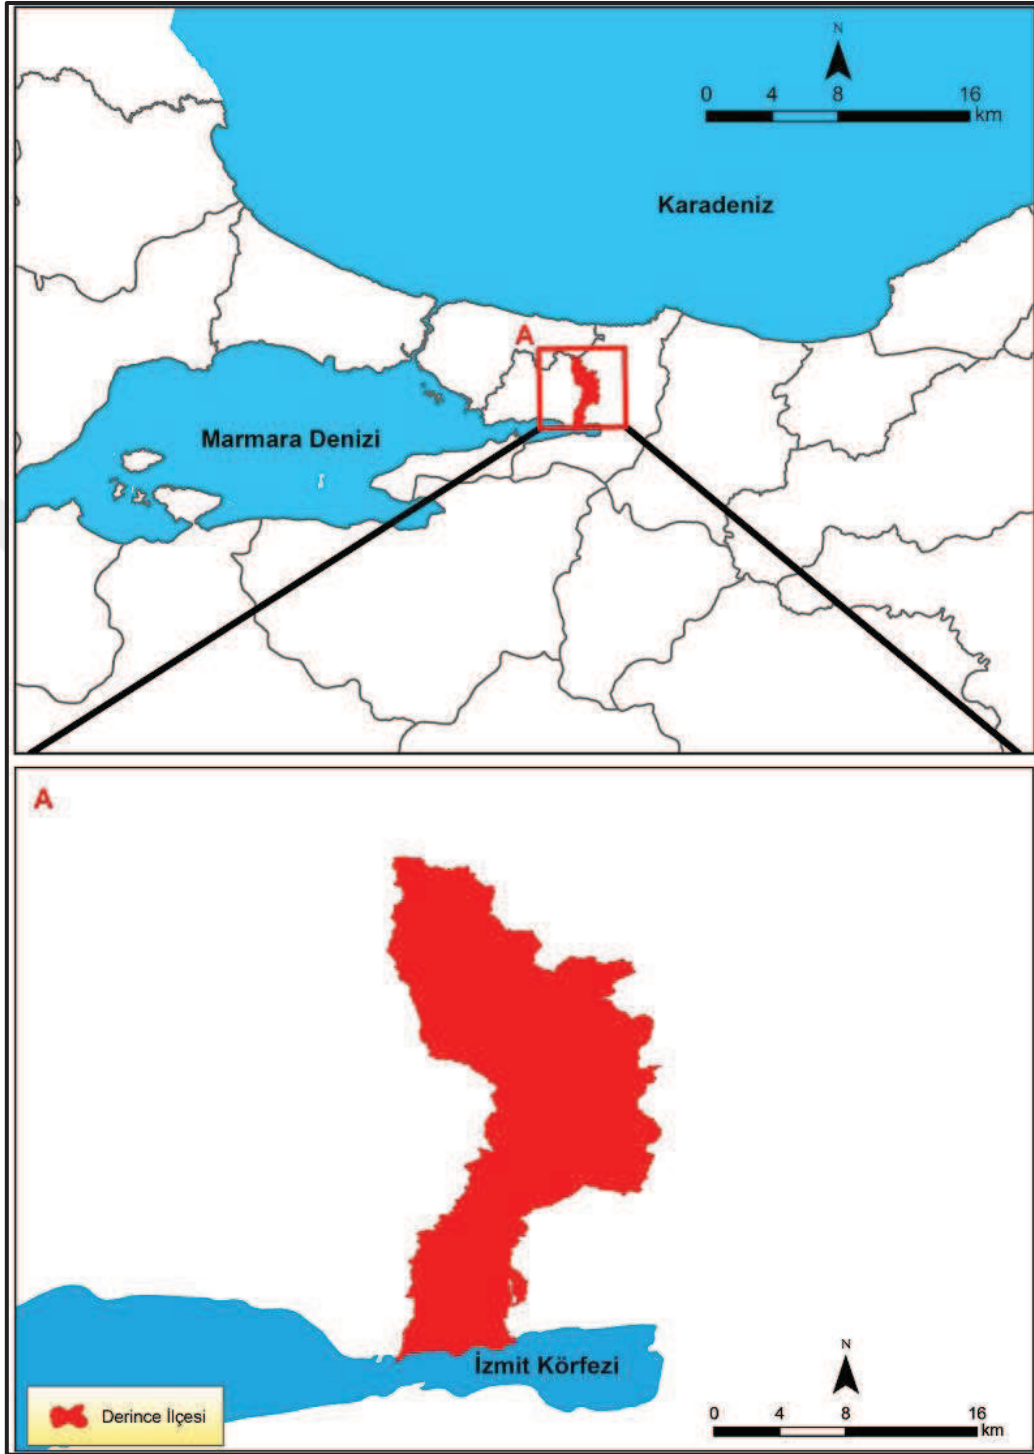 N
0 4 8 16
km
Karadeniz
A
Marmara Denizi
A
İzmit Körfezi
N
Derince İlçesi
0 4 8 16
km